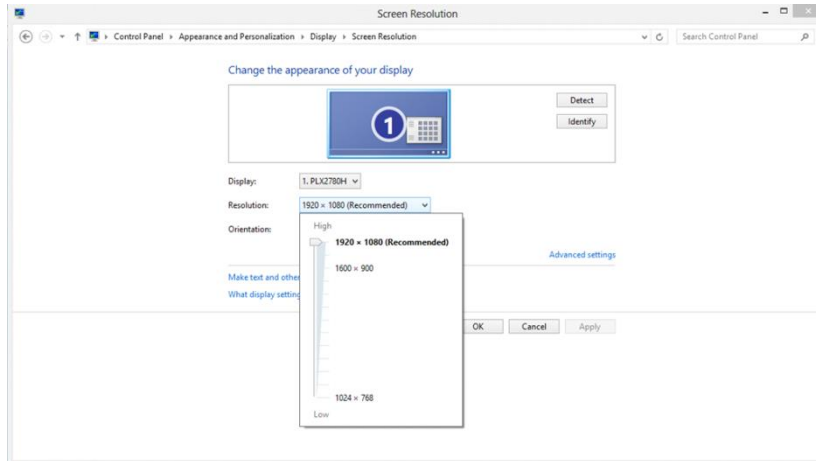 Screen Resolution
Control Panel Appearance and Personalization Display Screen Resolution
Search Control Panel
Change the appearance of your display
1
Detect
Identify
Display: 1. PLX2780H
Resolution: 1920 × 1080 (Recommended)
Orientation:
High
1920 × 1080 (Recommended)
1600 × 900
1024 × 768
Low
Advanced settings
Make text and other
What display setting
OK Cancel Apply